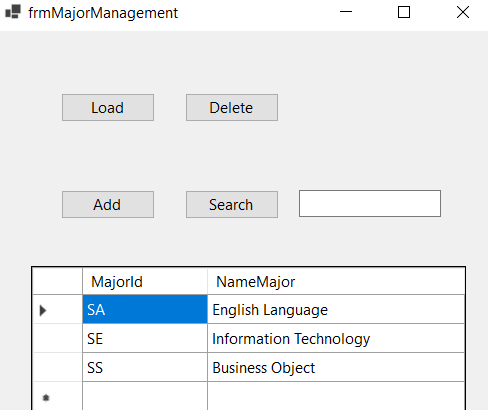 frmMajorManagement
Load Delete
Add Search
MajorId NameMajor
SA English Language
SE Information Technology
SS Business Object